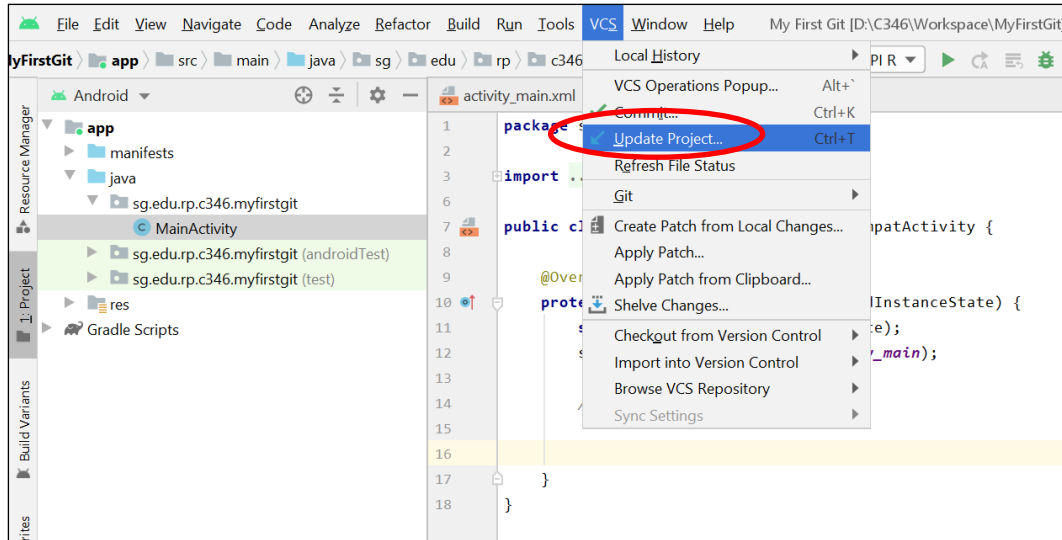 File Edit View Navigate Code Analyze Refactor Build Run Tools VCS Window Help My First Git [D:\C346\Workspace\MyFirstGit]
MyFirstGit app src main java sg edu rp c346 PI R
Android
activity_main.xml
Local History
VCS Operations Popup... Alt+`
Commit... Ctrl+K
Update Project... Ctrl+T
Refresh File Status
Git
Create Patch from Local Changes...
Apply Patch...
Apply Patch from Clipboard...
Shelve Changes...
Checkout from Version Control
Import into Version Control
Browse VCS Repository
Sync Settings
Resource Manager
1: Project
Build Variants
app
manifests
java
sg.edu.rp.c346.myfirstgit
MainActivity
sg.edu.rp.c346.myfirstgit (androidTest)
sg.edu.rp.c346.myfirstgit (test)
res
Gradle Scripts
1 package s
2
3 import ..
6
7 public cl patActivity {
8
9 @Over
10 prote dInstanceState) {
11 s e);
12 s y_main);
13
14 /
15
16
17 }
18 }